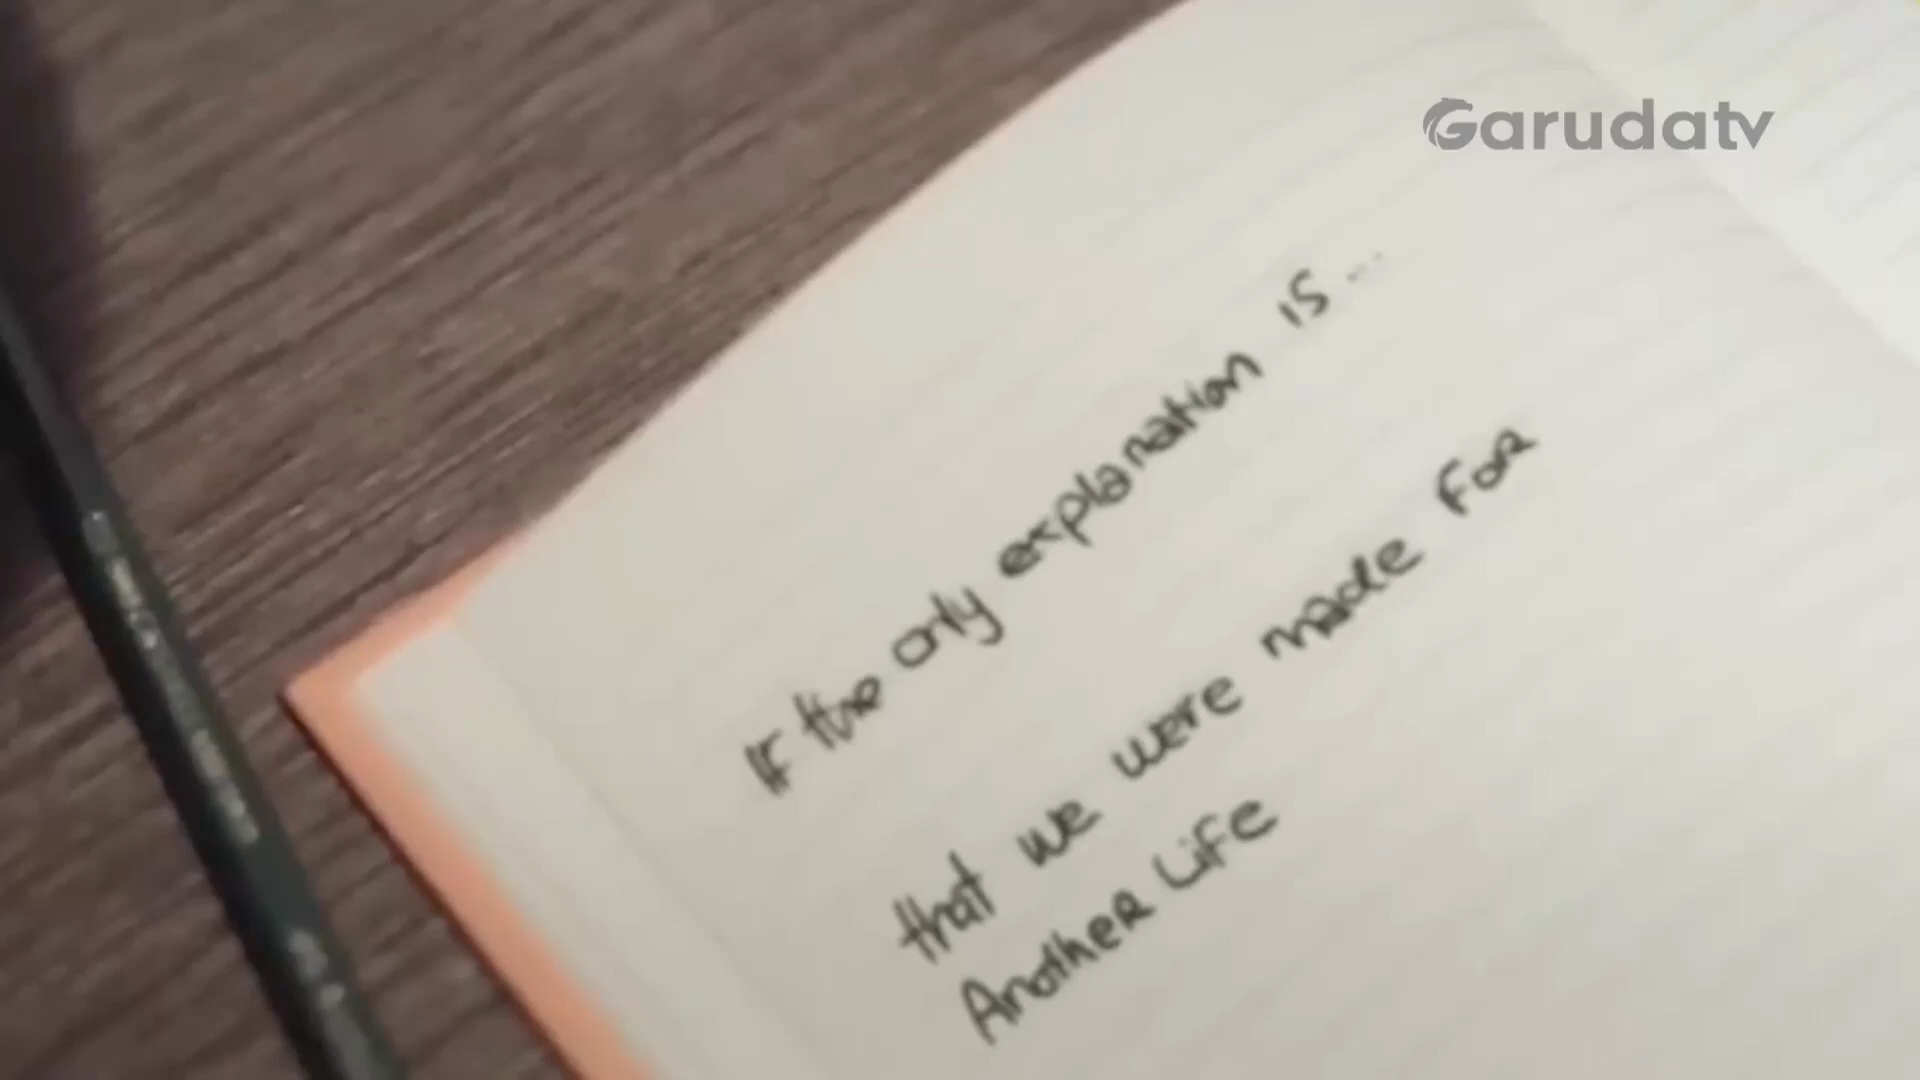 Garudatv
IF the only explanation is...
that we were made for
Another Life